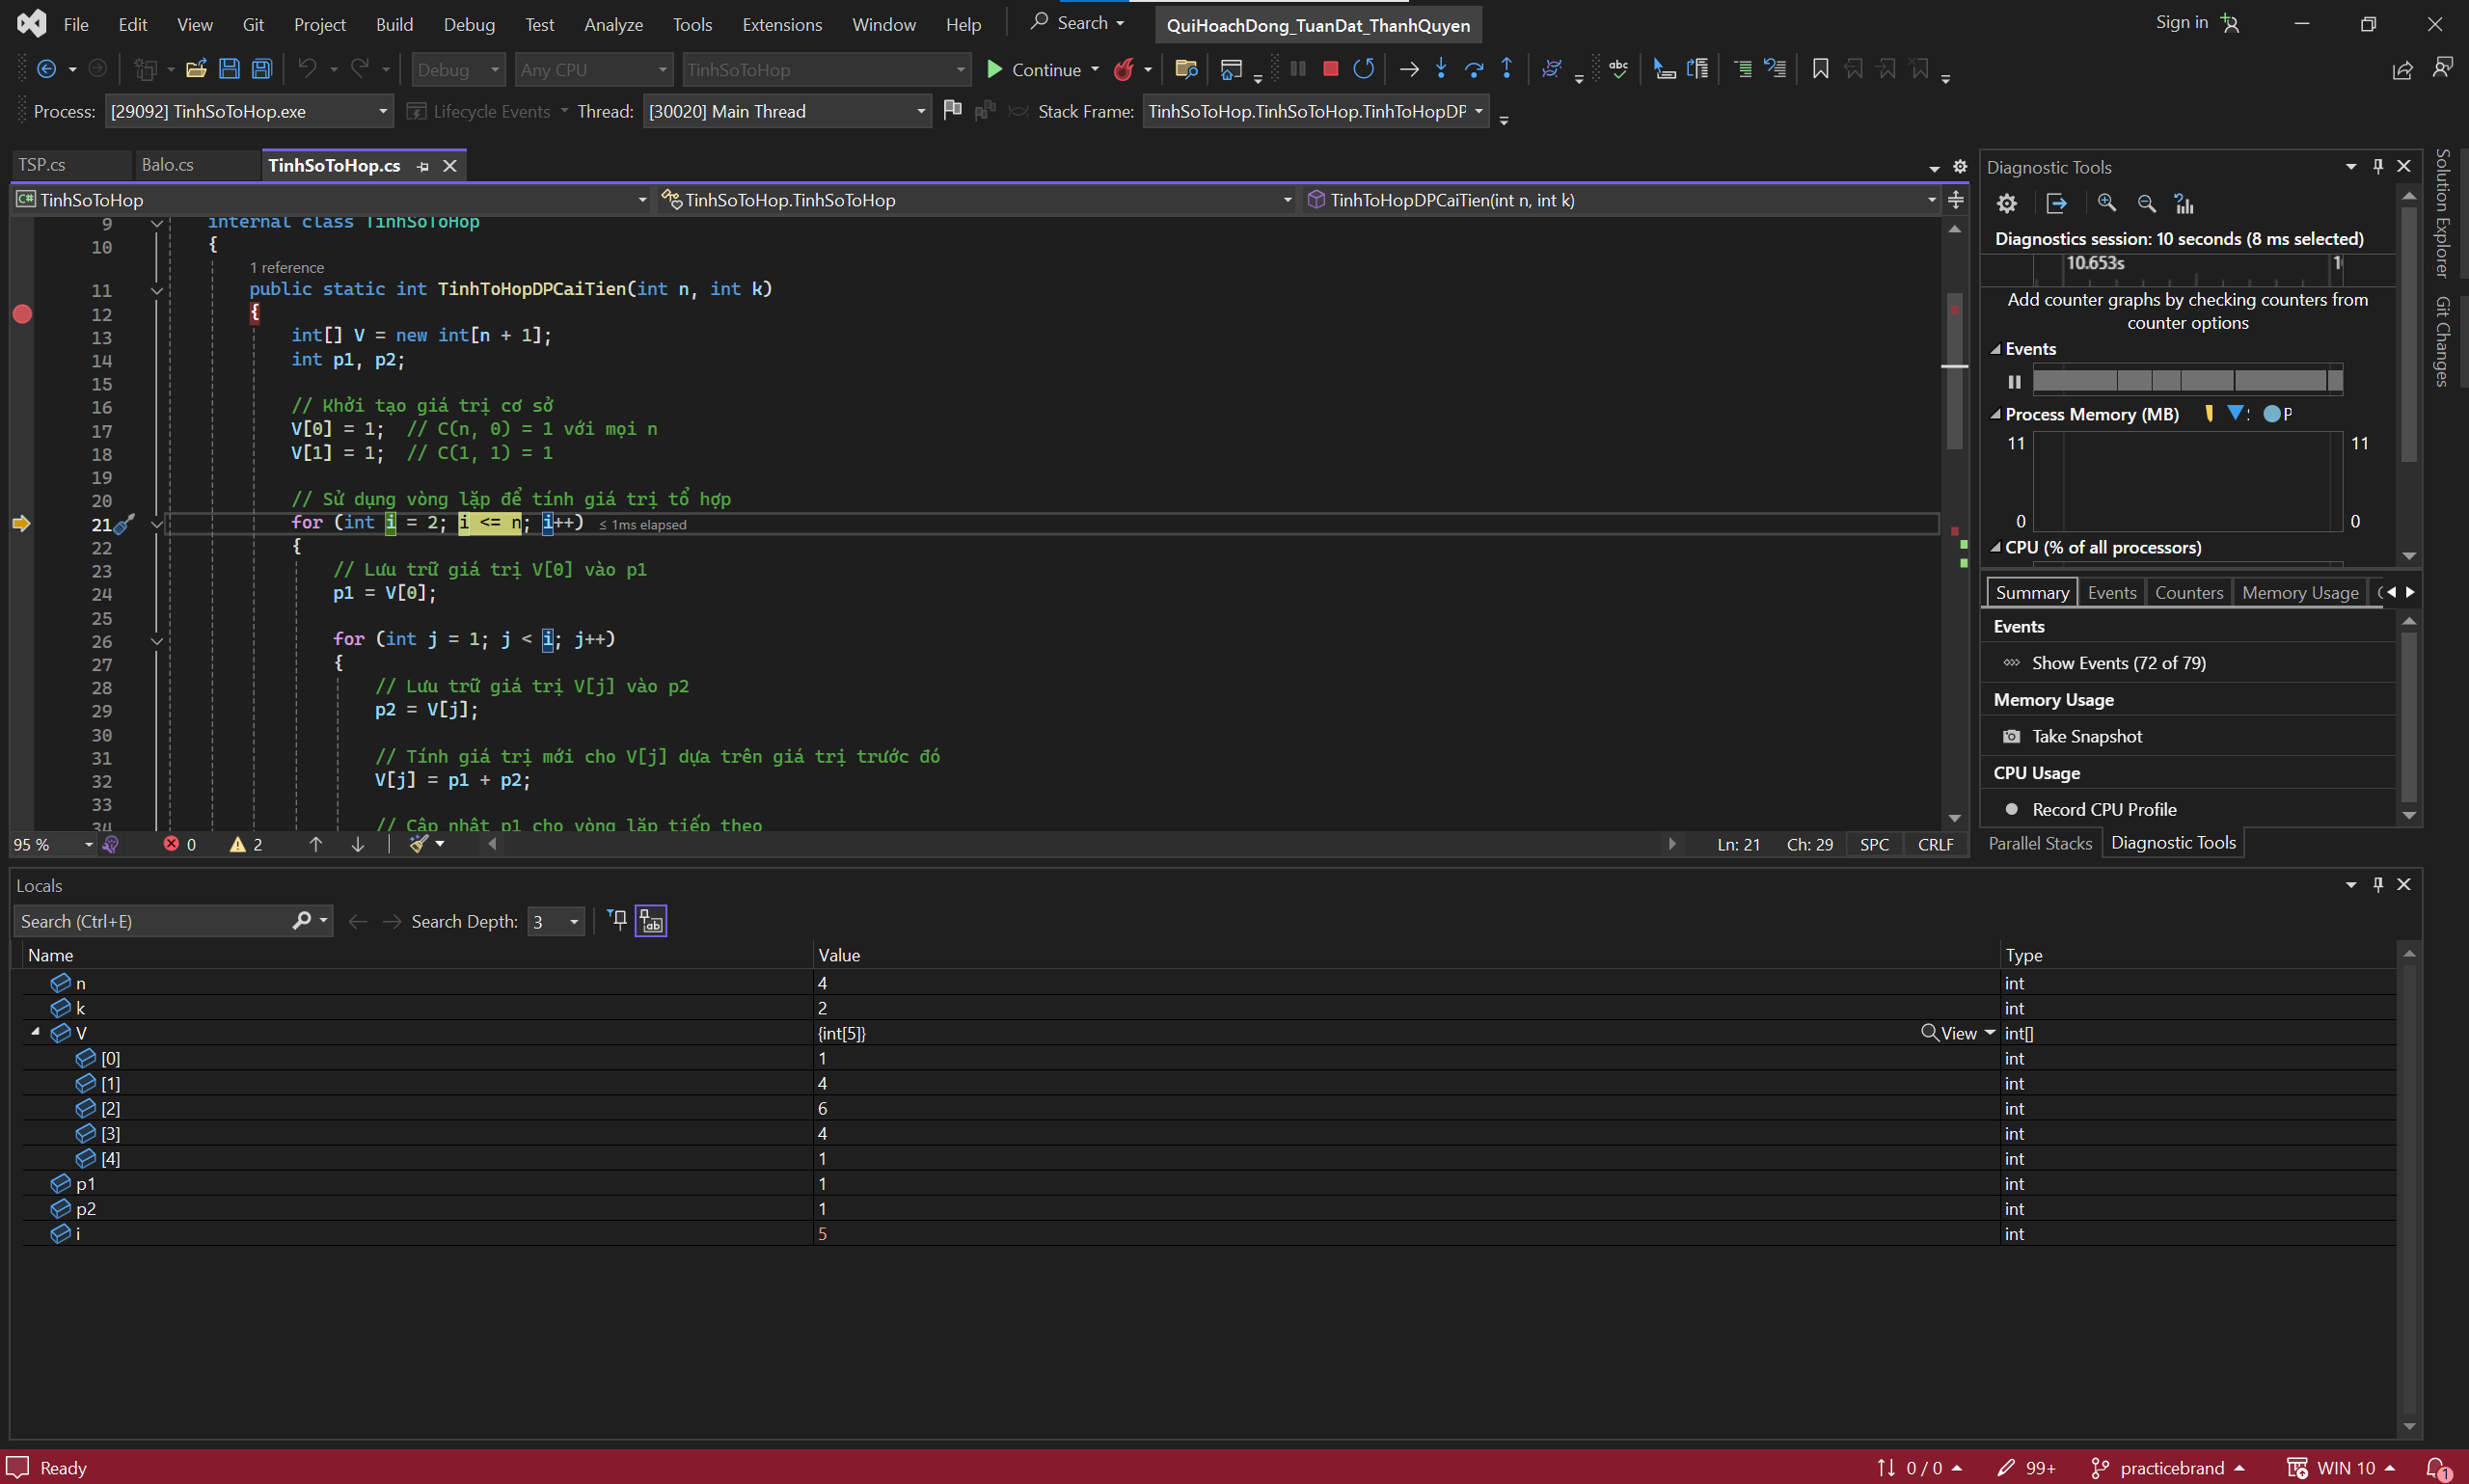 File Edit View Git Project Build Debug Test Analyze Tools Extensions Window Help Search QuiHoachDong_TuanDat_ThanhQuyen Sign in
Debug Any CPU TinhSoToHop Continue
Process: [29092] TinhSoToHop.exe Lifecycle Events Thread: [30020] Main Thread Stack Frame: TinhSoToHop.TinhSoToHop.TinhToHopDP
TSP.cs Balo.cs TinhSoToHop.cs
TinhSoToHop TinhSoToHop.TinhSoToHop TinhToHopDPCaiTien(int n, int k)
9 internal class TinhSoToHop
10 {
1 reference
11 public static int TinhToHopDPCaiTien(int n, int k)
12 {
13 int[] V = new int[n + 1];
14 int p1, p2;
15
16 // Khởi tạo giá trị cơ sở
17 V[0] = 1; // C(n, 0) = 1 với mọi n
18 V[1] = 1; // C(1, 1) = 1
19
20 // Sử dụng vòng lặp để tính giá trị tổ hợp
21 for (int i = 2; i <= n; i++) ≤ 1ms elapsed
22 {
23 // Lưu trữ giá trị V[0] vào p1
24 p1 = V[0];
25
26 for (int j = 1; j < i; j++)
27 {
28 // Lưu trữ giá trị V[j] vào p2
29 p2 = V[j];
30
31 // Tính giá trị mới cho V[j] dựa trên giá trị trước đó
32 V[j] = p1 + p2;
33
34 // Cập nhật p1 cho vòng lặp tiếp theo
95 % 0 2 Ln: 21 Ch: 29 SPC CRLF
Diagnostic Tools
Diagnostics session: 10 seconds (8 ms selected)
10.653s
Add counter graphs by checking counters from
counter options
Events
Process Memory (MB) P
11 11
0 0
CPU (% of all processors)
Summary Events Counters Memory Usage
Events
Show Events (72 of 79)
Memory Usage
Take Snapshot
CPU Usage
Record CPU Profile
Parallel Stacks Diagnostic Tools
Solution Explorer
Git Changes
Locals
Search (Ctrl+E) Search Depth: 3
Name Value Type
n 4 int
k 2 int
V {int[5]} View int[]
[0] 1 int
[1] 4 int
[2] 6 int
[3] 4 int
[4] 1 int
p1 1 int
p2 1 int
i 5 int
Ready 0 / 0 99+ practicebrand WIN 10 1